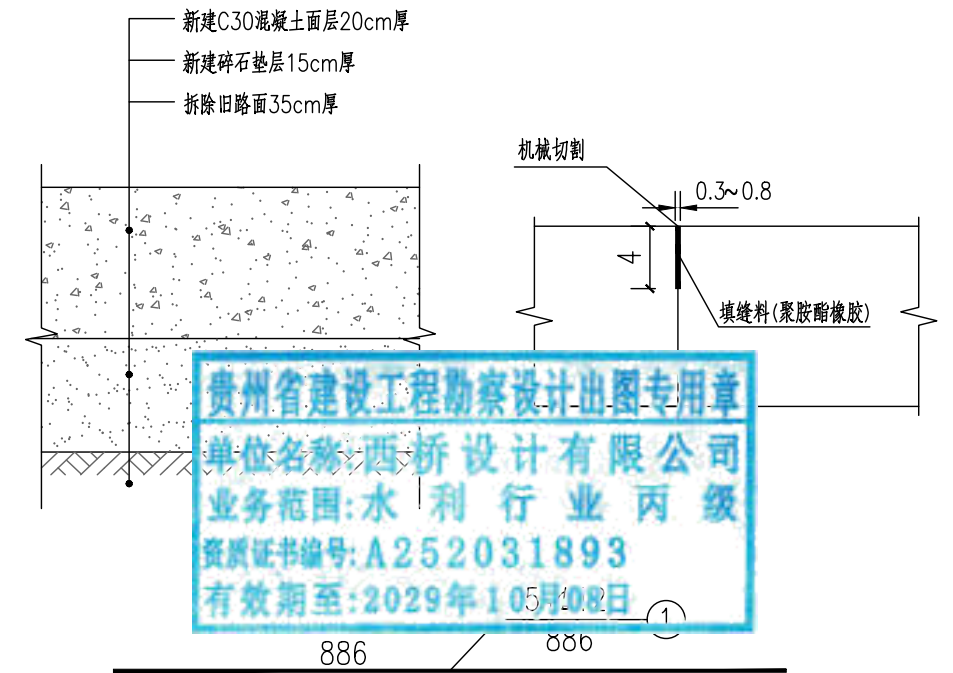 新建C30混凝土面层20cm厚
新建碎石垫层15cm厚
拆除旧路面35cm厚
机械切割
0.3~0.8
4
填缝料(聚胺酯橡胶)
贵州省建设工程勘察设计出图专用章
单位名称:西桥设计有限公司
业务范围:水利行业丙级
资质证书编号:A252031893
有效期至:2029年10月08日
1
886
886